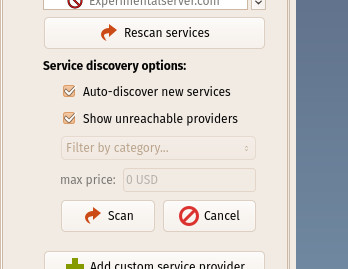 Experimentalserver.com
Rescan services
Service discovery options:
Auto-discover new services
Show unreachable providers
Filter by category...
max price: 0 USD
Scan Cancel
Add custom service provider